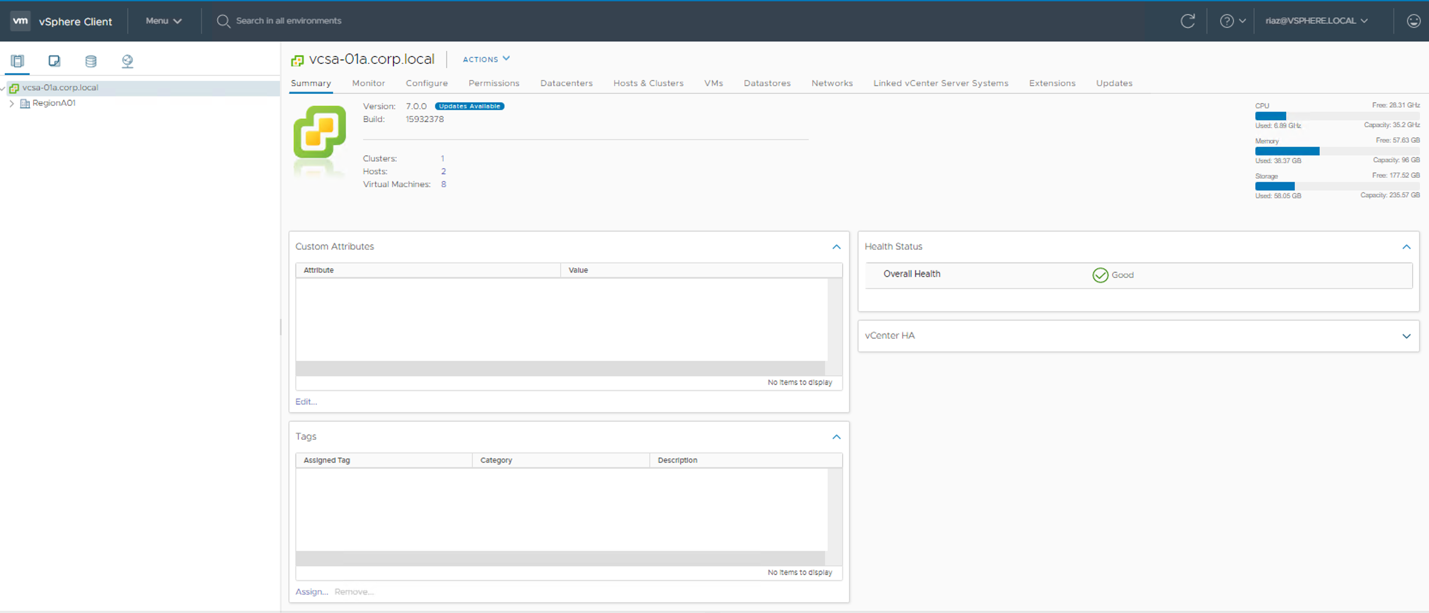 vm vSphere Client Menu Search in all environments riaz@VSPHERE.LOCAL
vcsa-01a.corp.local
RegionA01
vcsa-01a.corp.local ACTIONS
Summary Monitor Configure Permissions Datacenters Hosts & Clusters VMs Datastores Networks Linked vCenter Server Systems Extensions Updates
Version: 7.0.0 Updates Available
Build: 15932378
Clusters: 1
Hosts: 2
Virtual Machines: 8
CPU Free: 28.31 GHz
Used: 6.89 GHz Capacity: 35.2 GHz
Memory Free: 57.63 GB
Used: 38.37 GB Capacity: 96 GB
Storage Free: 177.52 GB
Used: 58.05 GB Capacity: 235.57 GB
Custom Attributes
Attribute Value
No items to display
Edit...
Tags
Assigned Tag Category Description
No items to display
Assign... Remove...
Health Status
Overall Health Good
vCenter HA